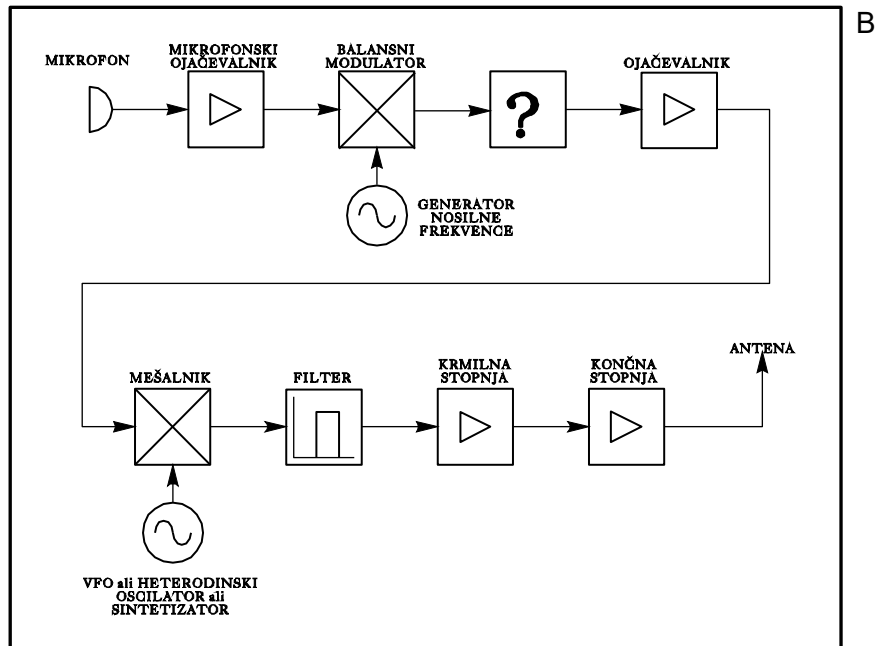 B
MIKROFON
MIKROFONSKI
OJAČEVALNIK
BALANSNI
MODULATOR
?
OJAČEVALNIK
GENERATOR
NOSILNE
FREKVENCE
MEŠALNIK
FILTER
KRMILNA
STOPNJA
KONČNA
STOPNJA
ANTENA
VFO ali HETERODINSKI
OSCILATOR ali
SINTETIZATOR